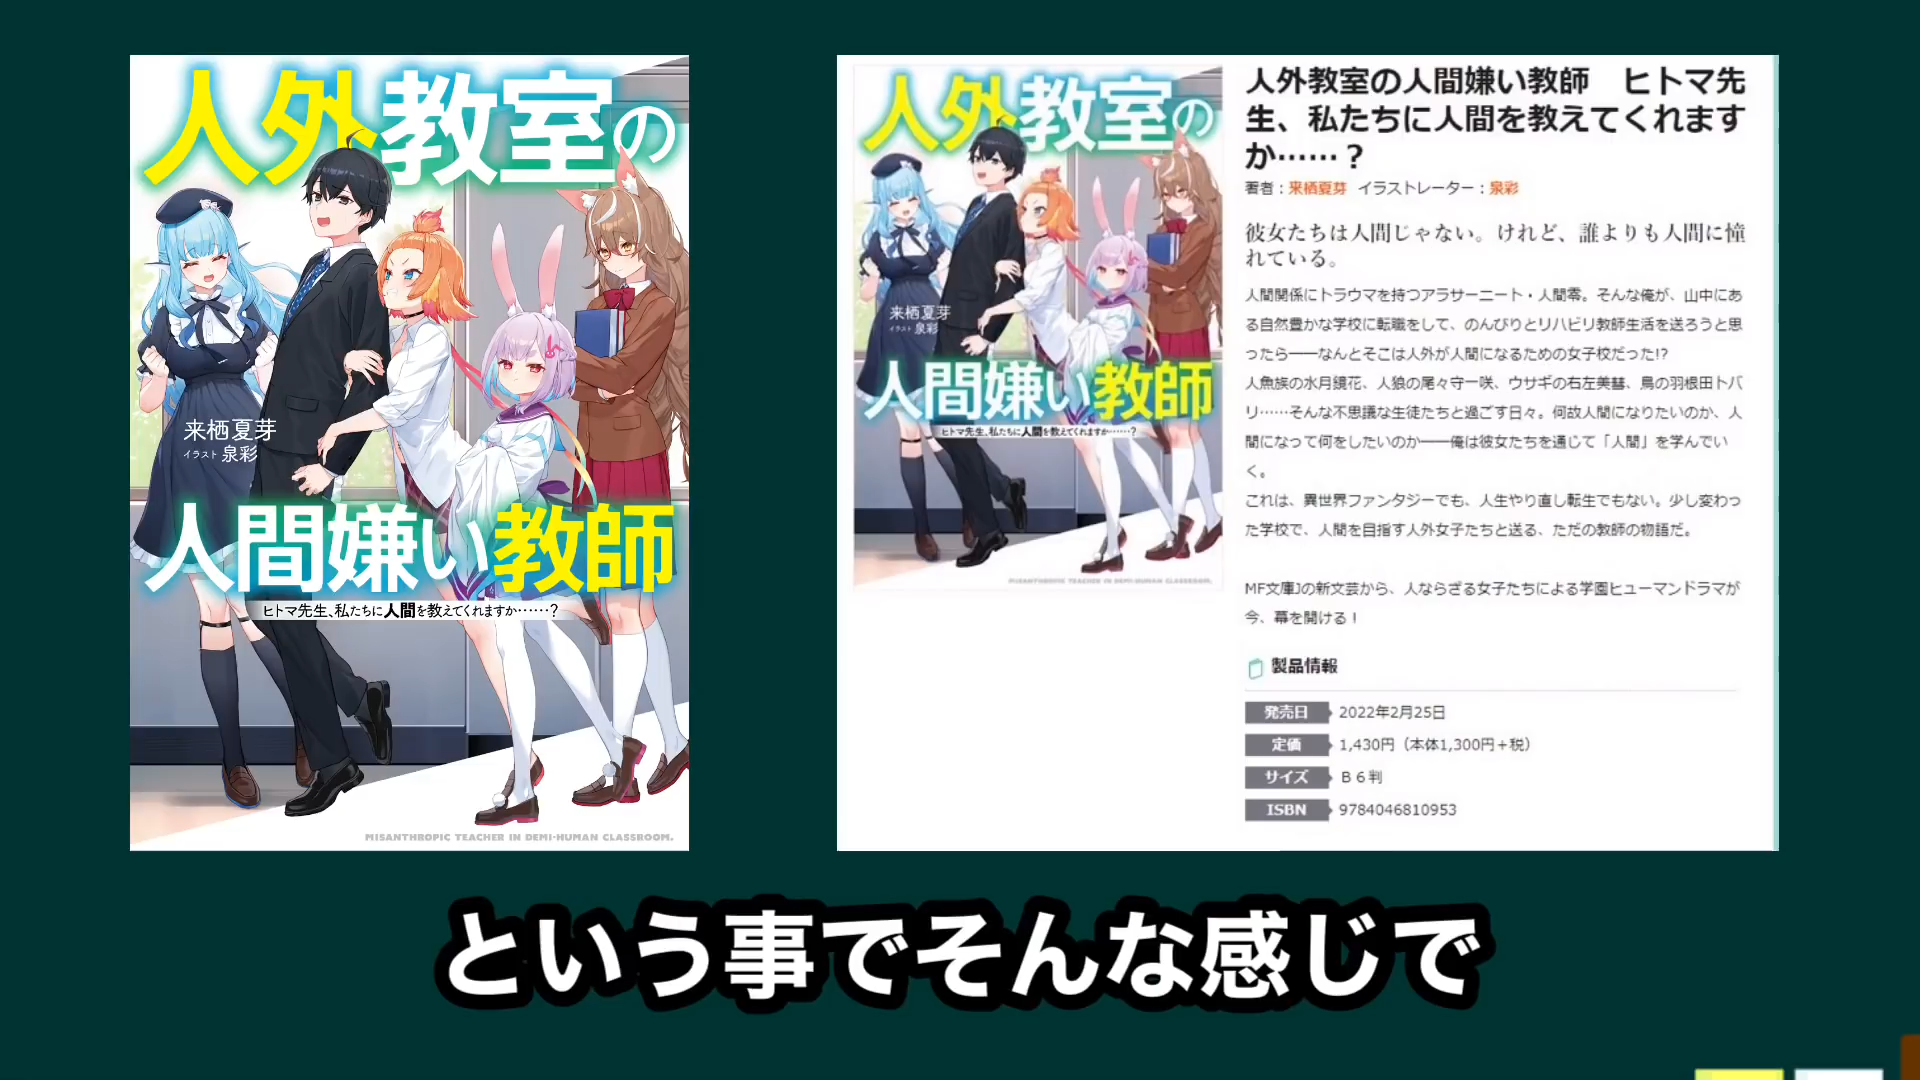 人外教室の
来栖夏芽
イラスト 泉彩
人間嫌い教師
ヒトマ先生、私たちに人間を教えてくれますか……？
MISANTHROPIC TEACHER IN DEMI-HUMAN CLASSROOM.
人外教室の
来栖夏芽
イラスト 泉彩
人間嫌い教師
ヒトマ先生、私たちに人間を教えてくれますか……？
MISANTHROPIC TEACHER IN DEMI-HUMAN CLASSROOM.
人外教室の人間嫌い教師　ヒトマ先
生、私たちに人間を教えてくれます
か……？
著者：来栖夏芽 イラストレーター：泉彩
彼女たちは人間じゃない。けれど、誰よりも人間に憧
れている。
人間関係にトラウマを持つアラサーニート・人間零。そんな俺が、山中にあ
る自然豊かな学校に転職をして、のんびりとリハビリ教師生活を送ろうと思
ったら――なんとそこは人外が人間になるための女子校だった!?
人魚族の水月鏡花、人狼の尾々守一咲、ウサギの右左美彗、鳥の羽根田トバ
リ……そんな不思議な生徒たちと過ごす日々。何故人間になりたいのか、人
間になって何をしたいのか――俺は彼女たちを通じて「人間」を学んでい
く。
これは、異世界ファンタジーでも、人生やり直し転生でもない。少し変わっ
た学校で、人間を目指す人外女子たちと送る、ただの教師の物語だ。
MF文庫Jの新文芸から、人ならざる女子たちによる学園ヒューマンドラマが
今、幕を開ける！
製品情報
発売日 2022年2月25日
定価 1,430円（本体1,300円＋税）
サイズ Ｂ６判
ISBN 9784046810953
という事でそんな感じで